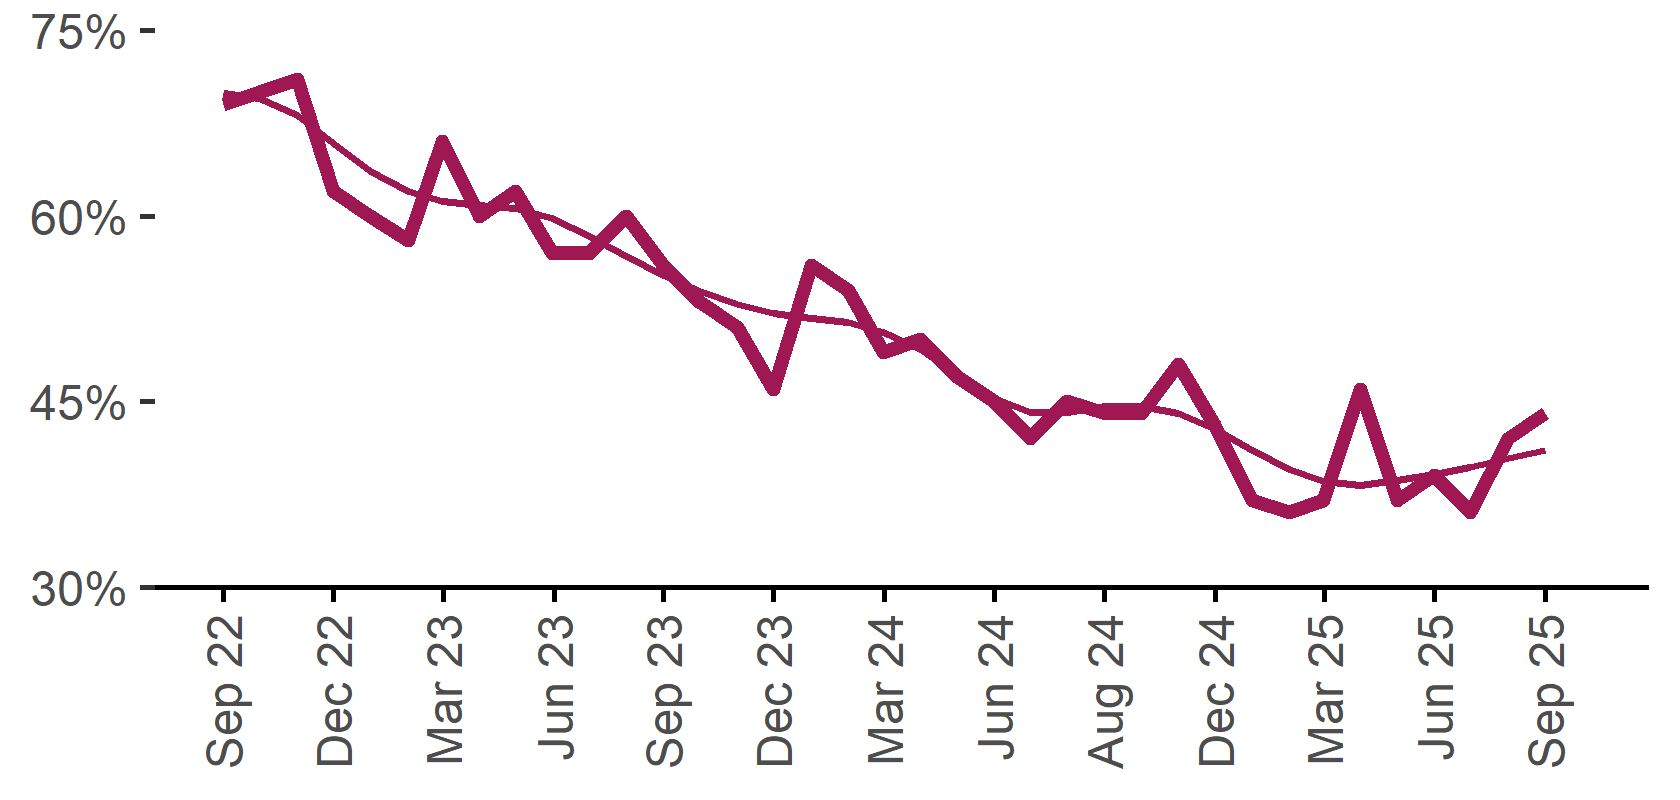 75%
60%
45%
30%
Sep 22
Dec 22
Mar 23
Jun 23
Sep 23
Dec 23
Mar 24
Jun 24
Aug 24
Dec 24
Mar 25
Jun 25
Sep 25